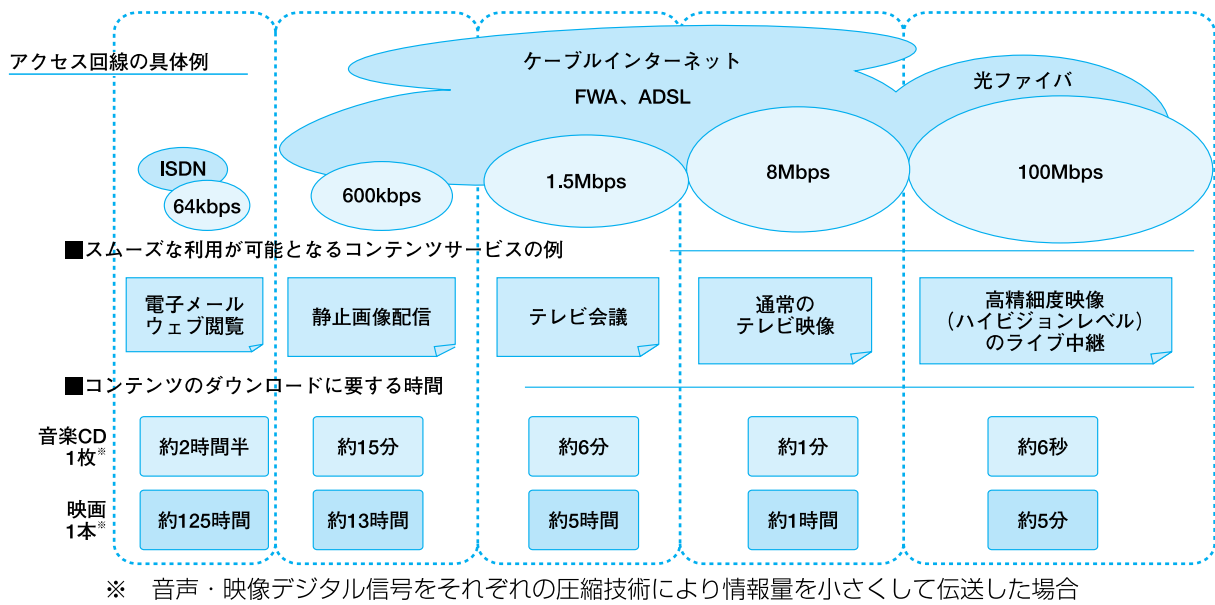 アクセス回線の具体例
ケーブルインターネット
FWA、ADSL
光ファイバ
ISDN
64kbps
600kbps
1.5Mbps
8Mbps
100Mbps
■スムーズな利用が可能となるコンテンツサービスの例
電子メール
ウェブ閲覧
静止画像配信
テレビ会議
通常の
テレビ映像
高精細度映像
（ハイビジョンレベル）
のライブ中継
■コンテンツのダウンロードに要する時間
音楽CD
1枚※
約2時間半
約15分
約6分
約1分
約6秒
映画
1本※
約125時間
約13時間
約5時間
約1時間
約5分
※　音声・映像デジタル信号をそれぞれの圧縮技術により情報量を小さくして伝送した場合